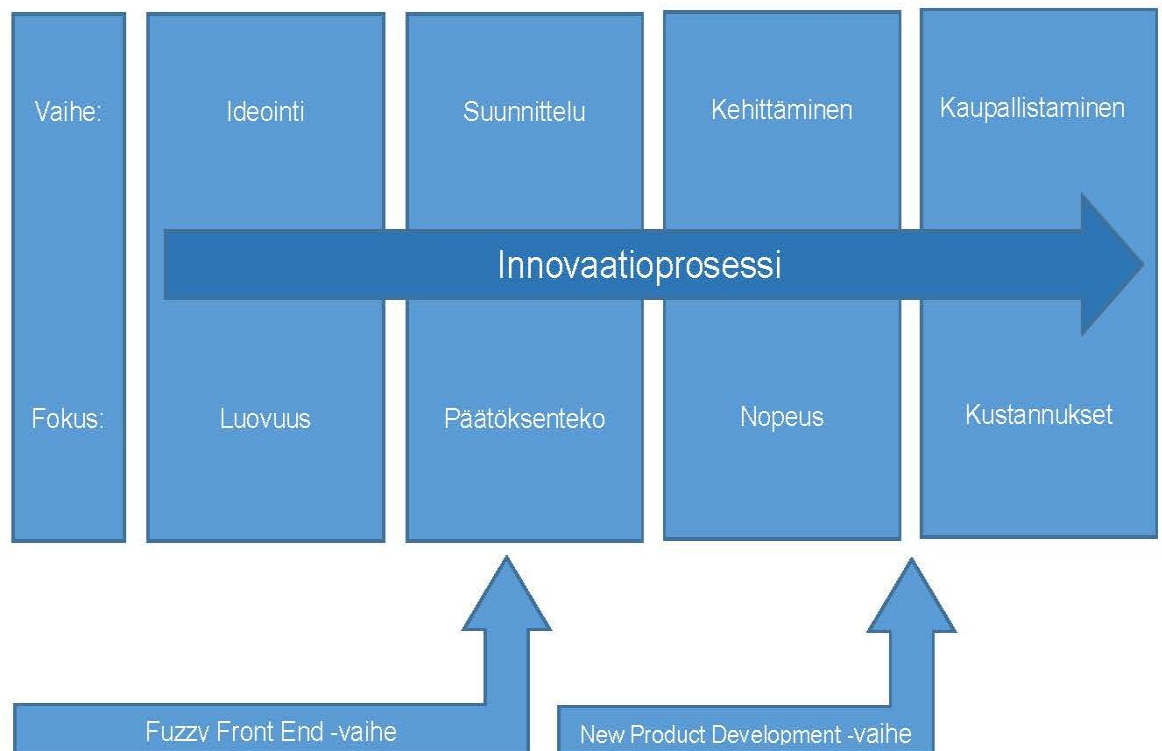 Vaihe:
Ideointi
Suunnittelu
Kehittäminen
Kaupallistaminen
Innovaatioprosessi
Fokus:
Luovuus
Päätöksenteko
Nopeus
Kustannukset
Fuzzy Front End -vaihe
New Product Development -vaihe